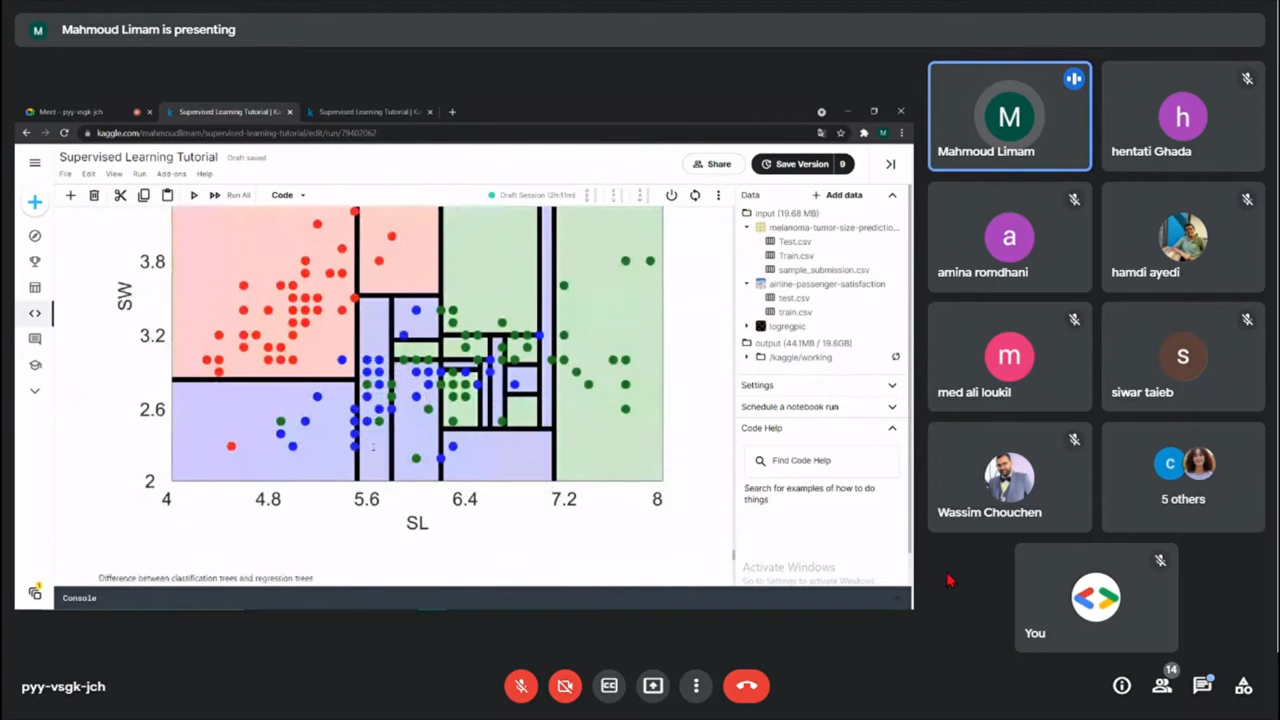 M Mahmoud Limam is presenting
Meet - pyy-vsgk-jch
Supervised Learning Tutorial | Ka
Supervised Learning Tutorial | Ka
kaggle.com/mahmoudlimam/supervised-learning-tutorial/edit/run/79402062
M
Supervised Learning Tutorial Draft saved
File Edit View Run Add-ons Help
Share
Save Version 9
Run All
Code
Draft Session (2h:11m)
Data
Add data
input (19.68 MB)
melanoma-tumor-size-predictio...
Test.csv
Train.csv
sample_submission.csv
airline-passenger-satisfaction
test.csv
train.csv
logregpic
output (44.1MB / 19.6GB)
/kaggle/working
Settings
Schedule a notebook run
Code Help
Find Code Help
Search for examples of how to do
things
SW
3.8
3.2
2.6
2
4 4.8 5.6 6.4 7.2 8
SL
Difference between classification trees and regression trees
Activate Windows
Go to Settings to activate Windows.
Console
M
Mahmoud Limam
h
hentati Ghada
a
amina romdhani
hamdi ayedi
m
med ali loukil
s
siwar taieb
Wassim Chouchen
c
5 others
You
pyy-vsgk-jch
CC
14